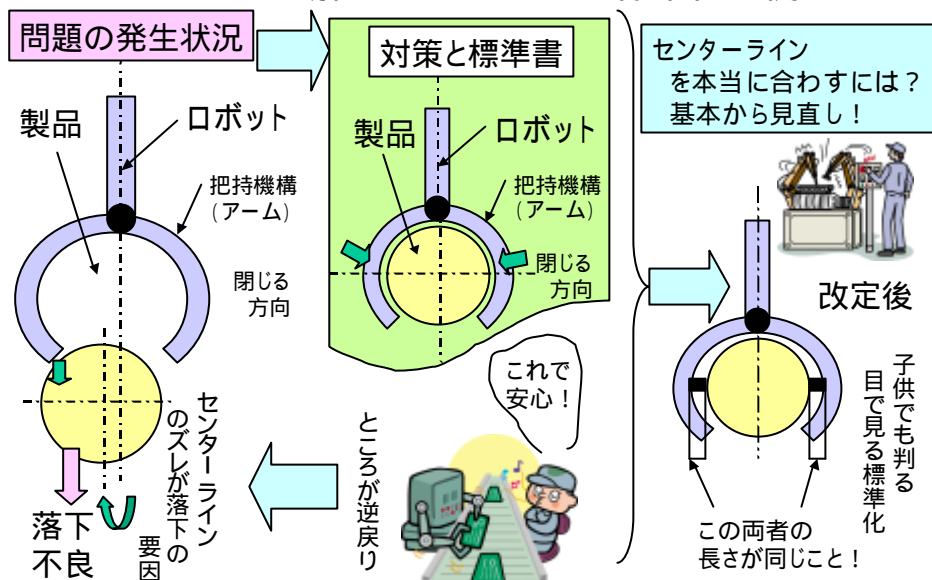 問題の発生状況
製品
ロボット
把持機構
(アーム)
閉じる
方向
センターライン
のズレが落下の
要因
落下
不良
対策と標準書
製品
ロボット
把持機構
(アーム)
閉じる
方向
これで
安心!
ところが逆戻り
センターライン
を本当に合わすには?
基本から見直し!
改定後
子供でも判る
目で見る標準化
この両者の
長さが同じこと!